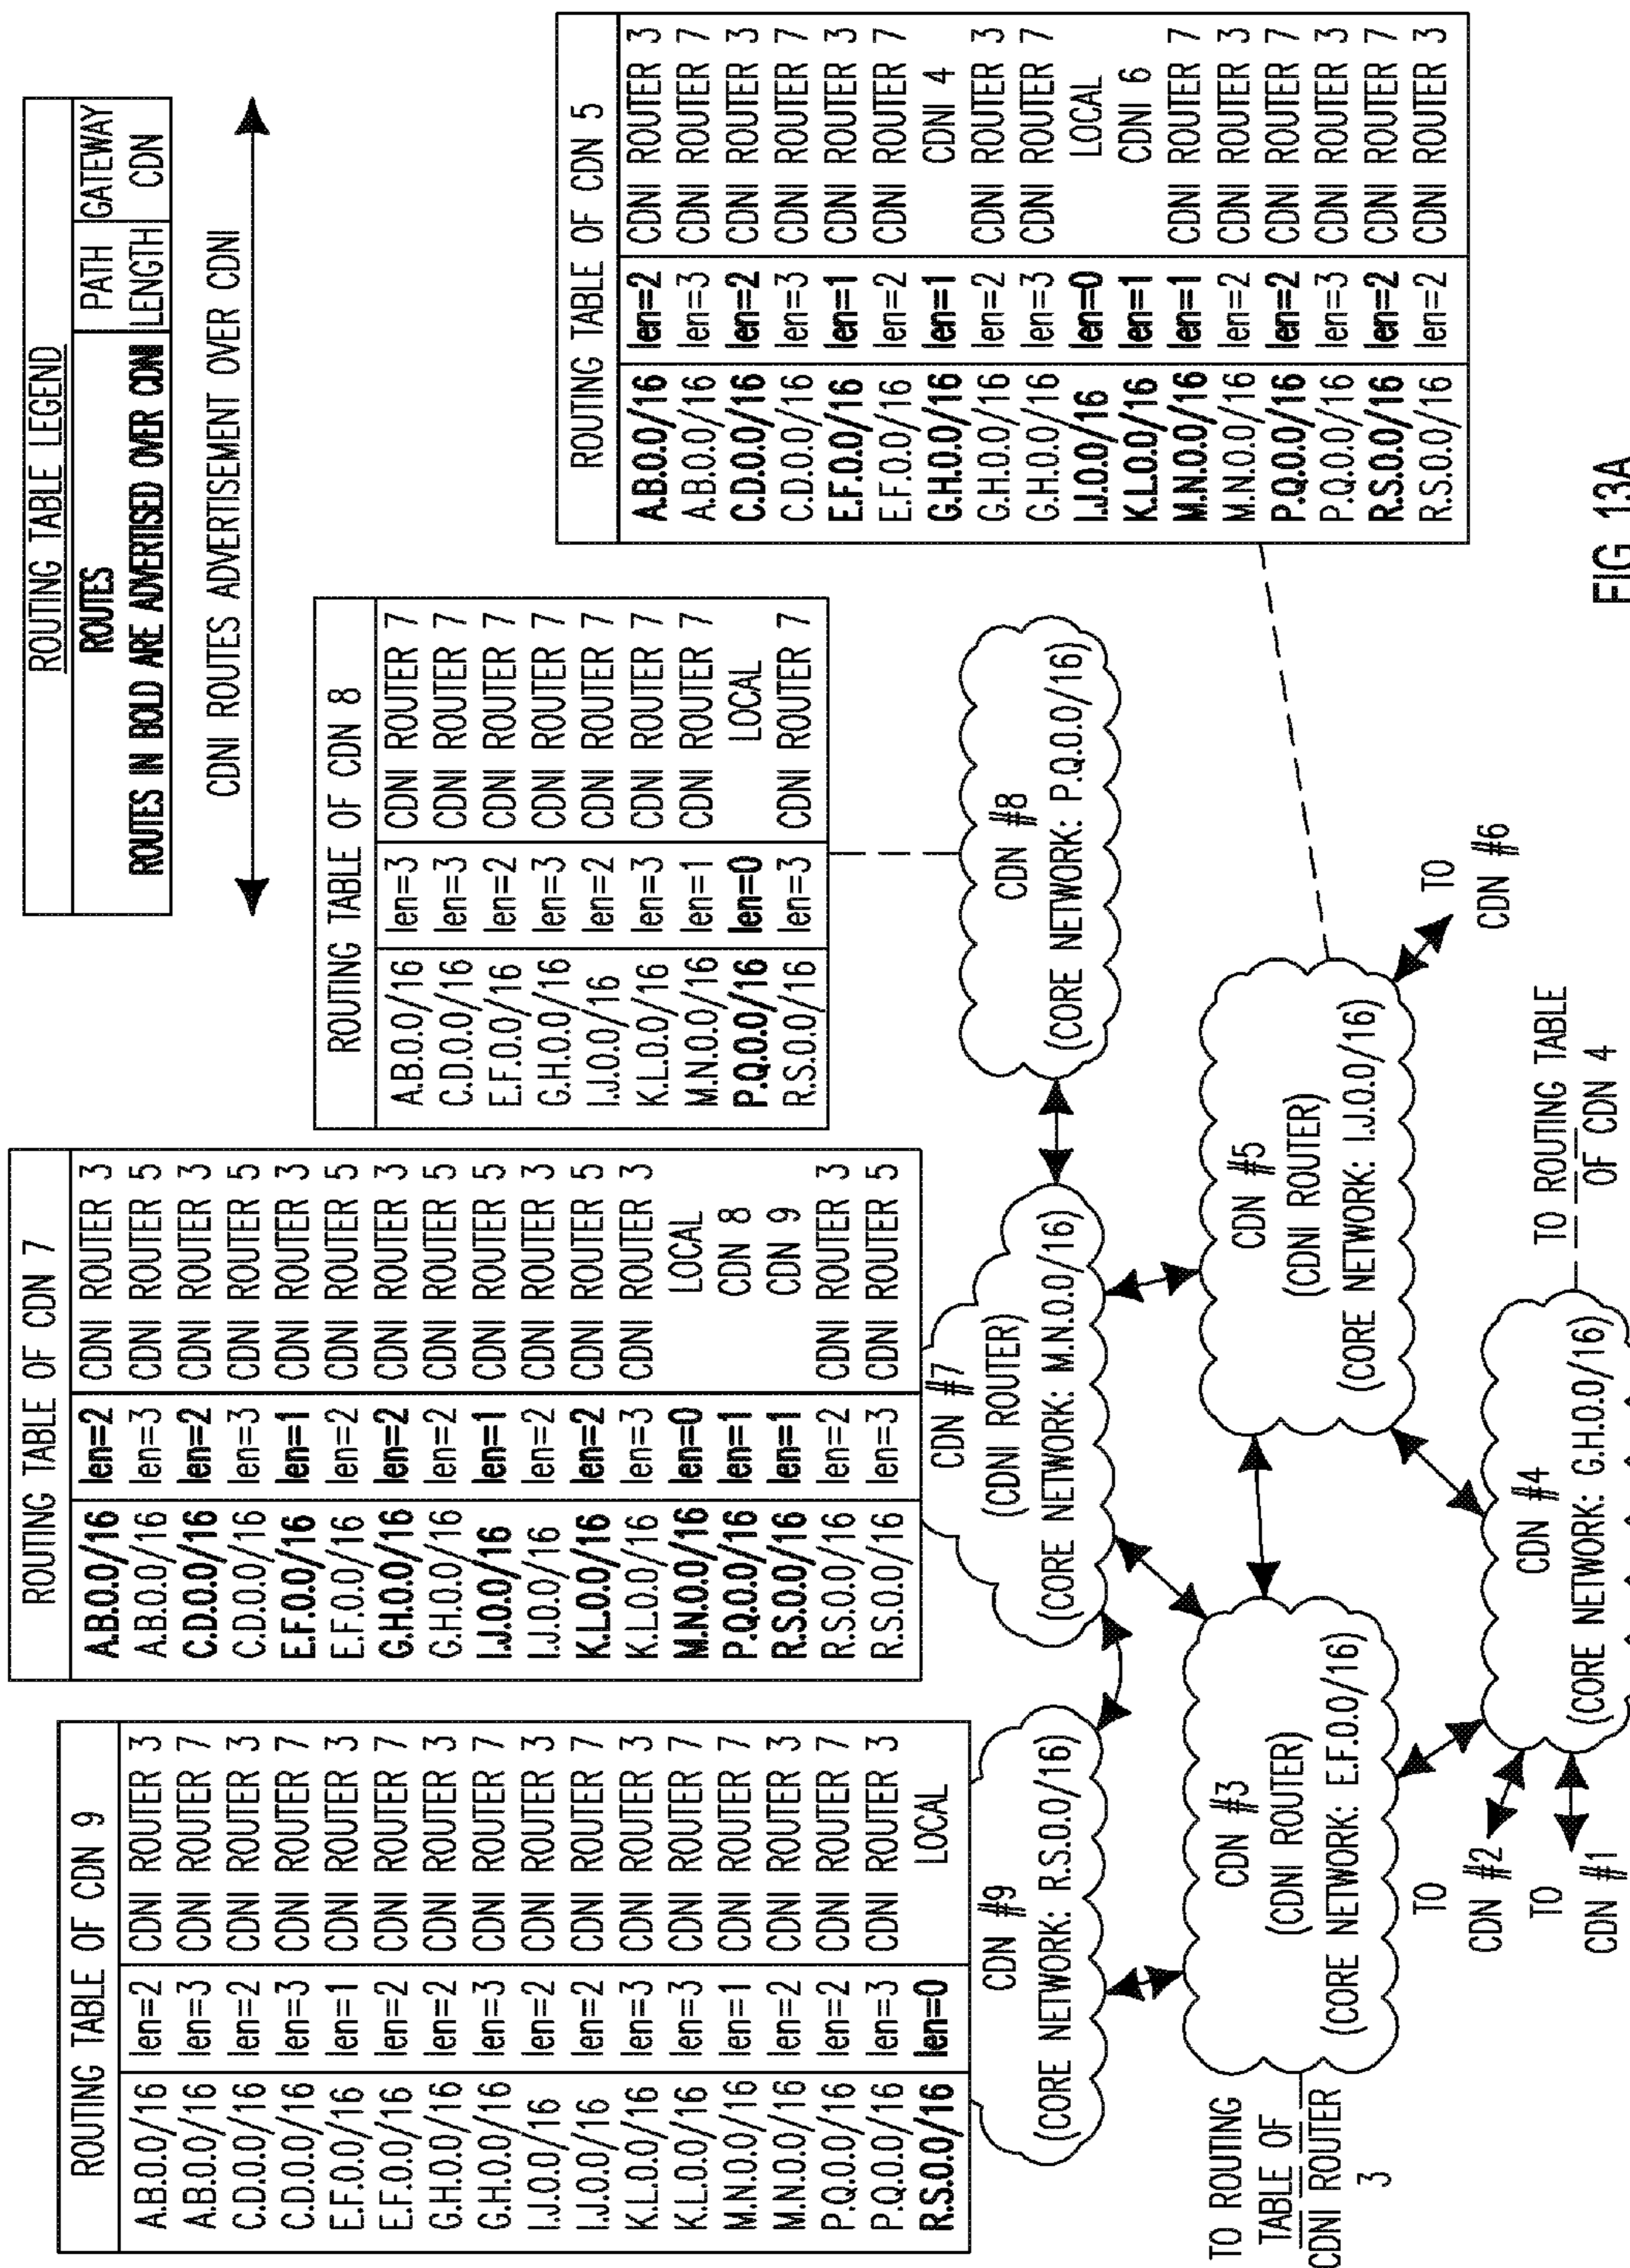 ROUTING TABLE LEGEND
ROUTES PATH GATEWAY
ROUTES IN BOLD ARE ADVERTISED OVER CDNI LENGTH CDN
CDNI ROUTES ADVERTISEMENT OVER CDNI
ROUTING TABLE OF CDN 9
A.B.0.0/16 len=2 CDNI ROUTER 3
A.B.0.0/16 len=3 CDNI ROUTER 7
C.D.0.0/16 len=2 CDNI ROUTER 3
C.D.0.0/16 len=3 CDNI ROUTER 7
E.F.0.0/16 len=1 CDNI ROUTER 3
E.F.0.0/16 len=2 CDNI ROUTER 7
G.H.0.0/16 len=2 CDNI ROUTER 3
G.H.0.0/16 len=3 CDNI ROUTER 7
I.J.0.0/16 len=2 CDNI ROUTER 3
I.J.0.0/16 len=2 CDNI ROUTER 7
K.L.0.0/16 len=3 CDNI ROUTER 3
K.L.0.0/16 len=3 CDNI ROUTER 7
M.N.0.0/16 len=1 CDNI ROUTER 7
M.N.0.0/16 len=2 CDNI ROUTER 3
P.Q.0.0/16 len=2 CDNI ROUTER 7
P.Q.0.0/16 len=3 CDNI ROUTER 3
R.S.0.0/16 len=0 LOCAL
ROUTING TABLE OF CDN 7
A.B.0.0/16 len=2 CDNI ROUTER 3
A.B.0.0/16 len=3 CDNI ROUTER 5
C.D.0.0/16 len=2 CDNI ROUTER 3
C.D.0.0/16 len=3 CDNI ROUTER 5
E.F.0.0/16 len=1 CDNI ROUTER 3
E.F.0.0/16 len=2 CDNI ROUTER 5
G.H.0.0/16 len=2 CDNI ROUTER 3
G.H.0.0/16 len=2 CDNI ROUTER 5
I.J.0.0/16 len=1 CDNI ROUTER 5
I.J.0.0/16 len=2 CDNI ROUTER 3
K.L.0.0/16 len=2 CDNI ROUTER 5
K.L.0.0/16 len=3 CDNI ROUTER 3
M.N.0.0/16 len=0 LOCAL
P.Q.0.0/16 len=1 CDN 8
R.S.0.0/16 len=1 CDN 9
R.S.0.0/16 len=2 CDNI ROUTER 3
R.S.0.0/16 len=3 CDNI ROUTER 5
ROUTING TABLE OF CDN 8
A.B.0.0/16 len=3 CDNI ROUTER 7
C.D.0.0/16 len=3 CDNI ROUTER 7
E.F.0.0/16 len=2 CDNI ROUTER 7
G.H.0.0/16 len=3 CDNI ROUTER 7
I.J.0.0/16 len=2 CDNI ROUTER 7
K.L.0.0/16 len=3 CDNI ROUTER 7
M.N.0.0/16 len=1 CDNI ROUTER 7
P.Q.0.0/16 len=0 LOCAL
R.S.0.0/16 len=3 CDNI ROUTER 7
ROUTING TABLE OF CDN 5
A.B.0.0/16 len=2 CDNI ROUTER 3
A.B.0.0/16 len=3 CDNI ROUTER 7
C.D.0.0/16 len=2 CDNI ROUTER 3
C.D.0.0/16 len=3 CDNI ROUTER 7
E.F.0.0/16 len=1 CDNI ROUTER 3
E.F.0.0/16 len=2 CDNI ROUTER 7
G.H.0.0/16 len=1 CDNI 4
G.H.0.0/16 len=2 CDNI ROUTER 3
G.H.0.0/16 len=3 CDNI ROUTER 7
I.J.0.0/16 len=0 LOCAL
K.L.0.0/16 len=1 CDNI 6
M.N.0.0/16 len=1 CDNI ROUTER 7
M.N.0.0/16 len=2 CDNI ROUTER 3
P.Q.0.0/16 len=2 CDNI ROUTER 7
P.Q.0.0/16 len=3 CDNI ROUTER 3
R.S.0.0/16 len=2 CDNI ROUTER 7
R.S.0.0/16 len=2 CDNI ROUTER 3
CDN #9
(CORE NETWORK: R.S.0.0/16)
CDN #7
(CDNI ROUTER)
(CORE NETWORK: M.N.0.0/16)
CDN #8
(CORE NETWORK: P.Q.0.0/16)
CDN #3
(CDNI ROUTER)
(CORE NETWORK: E.F.0.0/16)
CDN #5
(CDNI ROUTER)
(CORE NETWORK: I.J.0.0/16)
TO
CDN #6
TO ROUTING
TABLE OF
CDNI ROUTER
3
TO
CDN #2
TO
CDN #1
CDN #4
(CORE NETWORK: G.H.0.0/16)
TO ROUTING TABLE
OF CDN 4
FIG. 13A